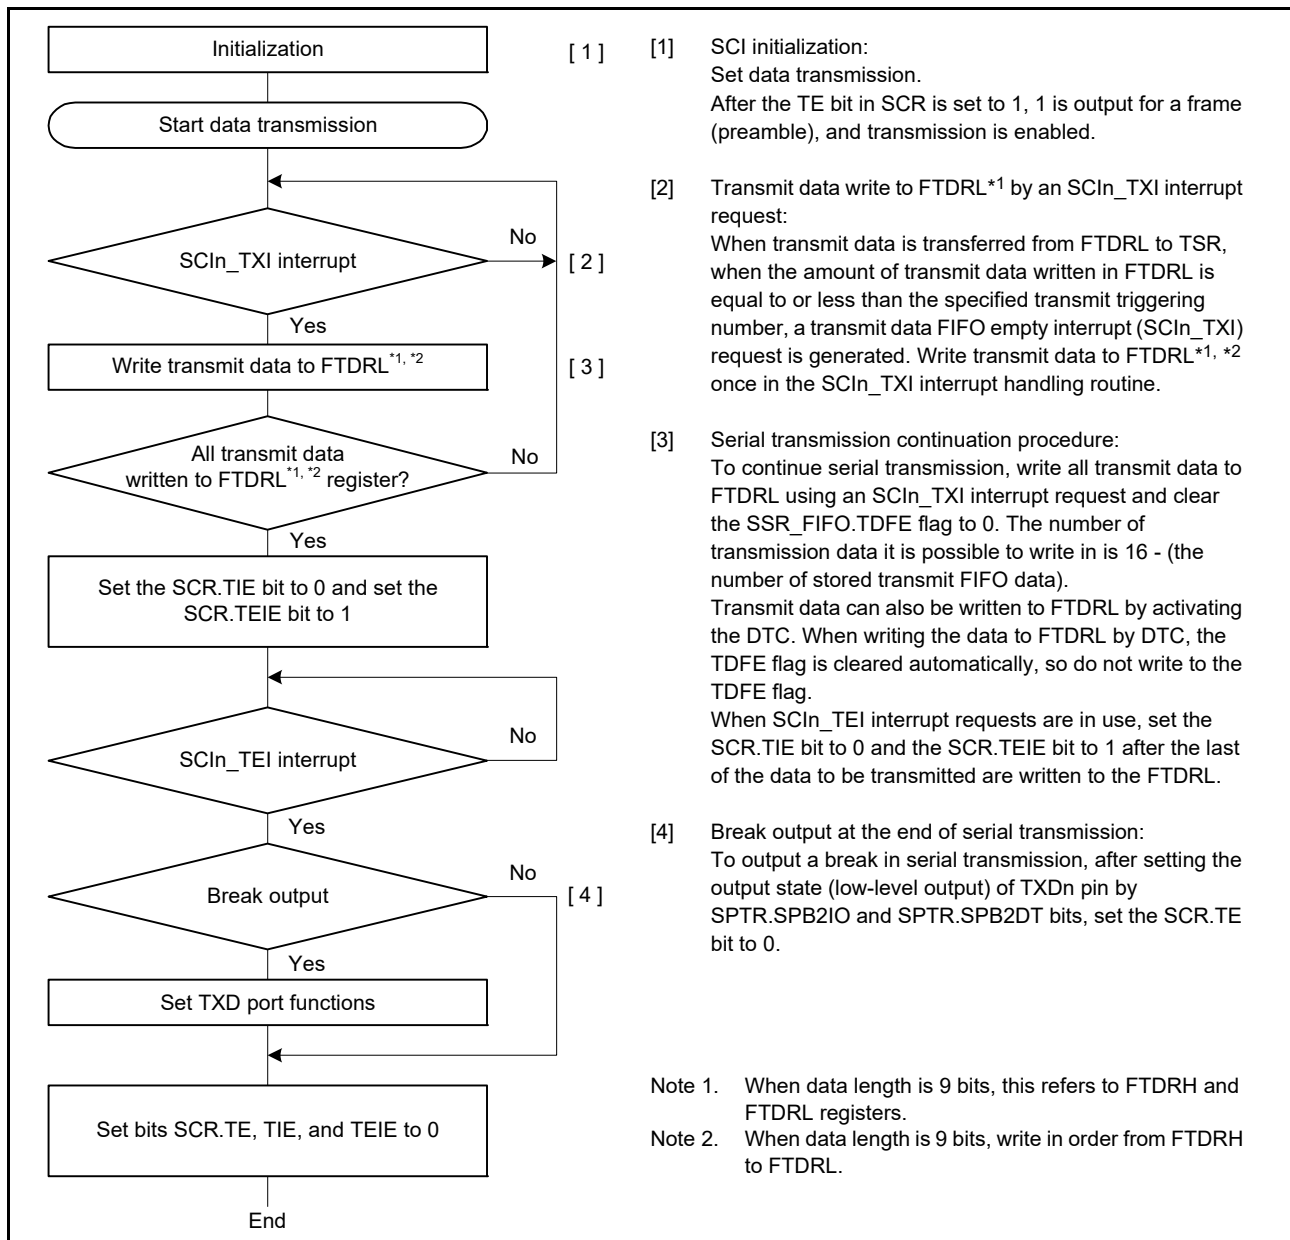 Initialization
[ 1 ]
Start data transmission
SCIn_TXI interrupt
No
[ 2 ]
Yes
Write transmit data to FTDRL*1, *2
[ 3 ]
All transmit data
written to FTDRL*1, *2 register?
No
Yes
Set the SCR.TIE bit to 0 and set the
SCR.TEIE bit to 1
SCIn_TEI interrupt
No
Yes
Break output
No
[ 4 ]
Yes
Set TXD port functions
Set bits SCR.TE, TIE, and TEIE to 0
End
[1] SCI initialization:
Set data transmission.
After the TE bit in SCR is set to 1, 1 is output for a frame
(preamble), and transmission is enabled.
[2] Transmit data write to FTDRL*1 by an SCIn_TXI interrupt
request:
When transmit data is transferred from FTDRL to TSR,
when the amount of transmit data written in FTDRL is
equal to or less than the specified transmit triggering
number, a transmit data FIFO empty interrupt (SCIn_TXI)
request is generated. Write transmit data to FTDRL*1, *2
once in the SCIn_TXI interrupt handling routine.
[3] Serial transmission continuation procedure:
To continue serial transmission, write all transmit data to
FTDRL using an SCIn_TXI interrupt request and clear
the SSR_FIFO.TDFE flag to 0. The number of
transmission data it is possible to write in is 16 - (the
number of stored transmit FIFO data).
Transmit data can also be written to FTDRL by activating
the DTC. When writing the data to FTDRL by DTC, the
TDFE flag is cleared automatically, so do not write to the
TDFE flag.
When SCIn_TEI interrupt requests are in use, set the
SCR.TIE bit to 0 and the SCR.TEIE bit to 1 after the last
of the data to be transmitted are written to the FTDRL.
[4] Break output at the end of serial transmission:
To output a break in serial transmission, after setting the
output state (low-level output) of TXDn pin by
SPTR.SPB2IO and SPTR.SPB2DT bits, set the SCR.TE
bit to 0.
Note 1. When data length is 9 bits, this refers to FTDRH and
FTDRL registers.
Note 2. When data length is 9 bits, write in order from FTDRH
to FTDRL.